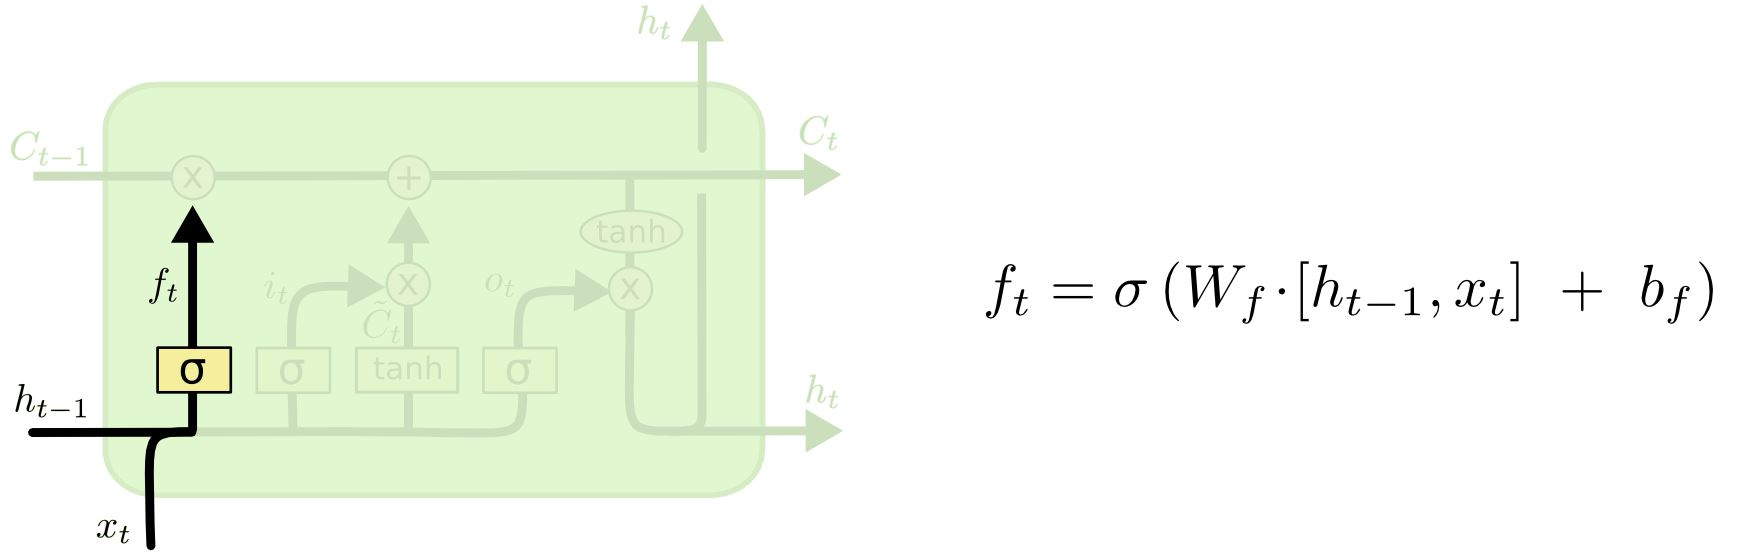 h_t
C_{t-1}
C_t
x
+
tanh
f_t
i_t
x
o_t
x
C̃_t
σ
σ
tanh
σ
h_{t-1}
h_t
x_t
f_t = σ (W_f · [h_{t-1}, x_t] + b_f)